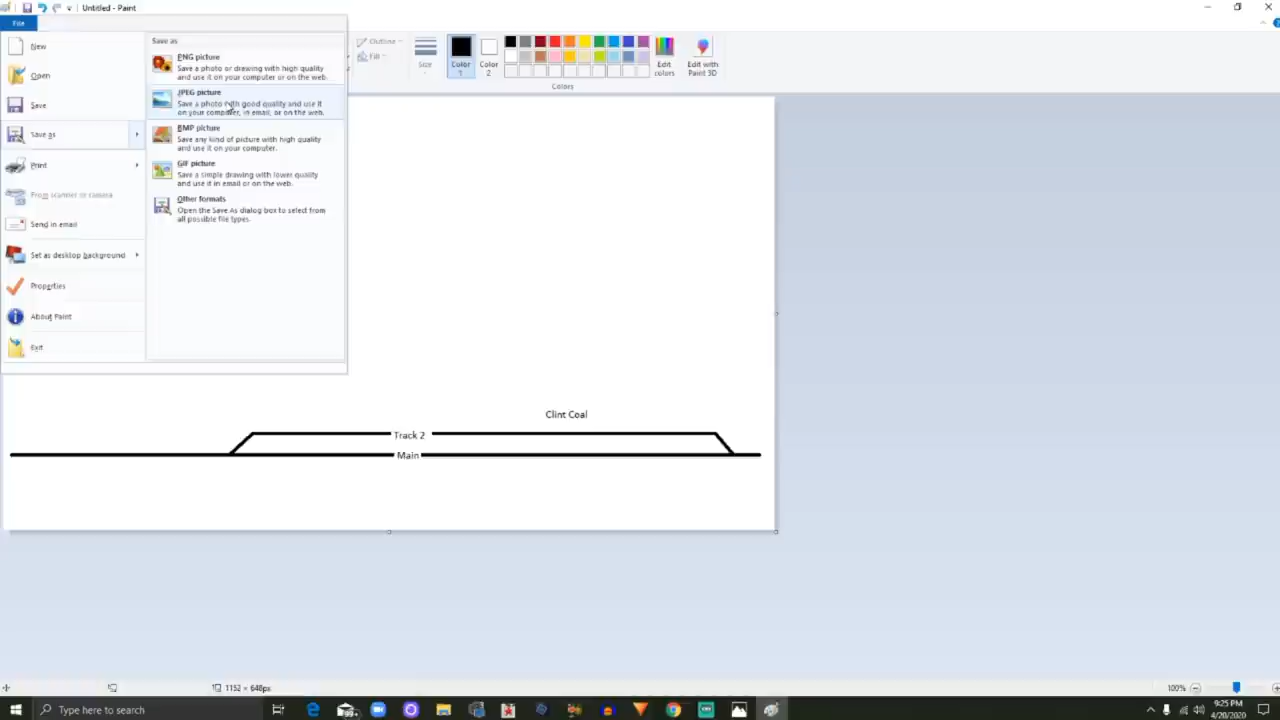 Untitled - Paint
File
New
Open
Save
Save as
Print
From scanner or camera
Send in email
Set as desktop background
Properties
About Paint
Exit
Save as
PNG picture
Save a photo or drawing with high quality
and use it on your computer or on the web.
JPEG picture
Save a photo with good quality and use it
on your computer, in email, or on the web.
BMP picture
Save any kind of picture with high quality
and use it on your computer.
GIF picture
Save a simple drawing with lower quality
and use it in email or on the web.
Other formats
Open the Save As dialog box to select from
all possible file types.
Outline
Fill
Size
Color
1
Color
2
Edit
colors
Edit with
Paint 3D
Colors
Clint Coal
Track 2
Main
1152 × 648px
100%
Type here to search
9:25 PM
4/28/2020